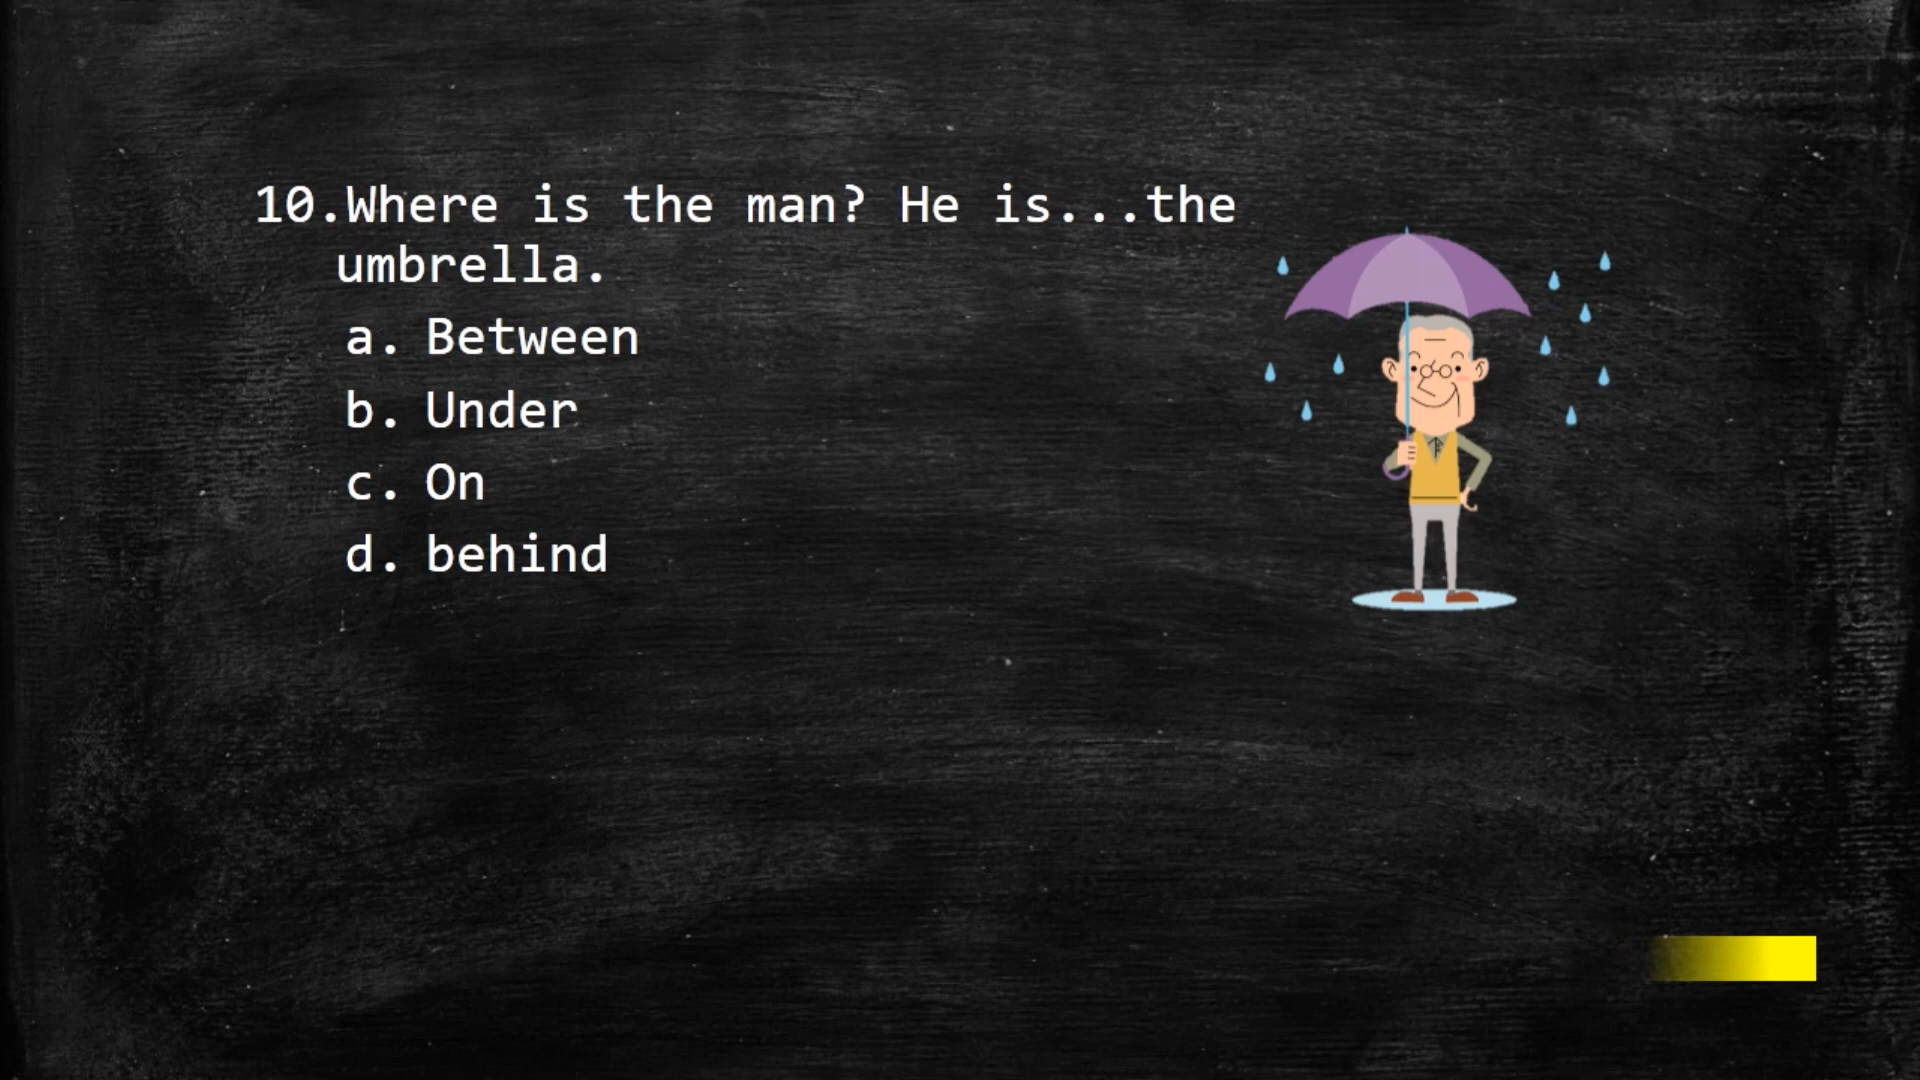 10.Where is the man? He is...the
umbrella.
a. Between
b. Under
c. On
d. behind